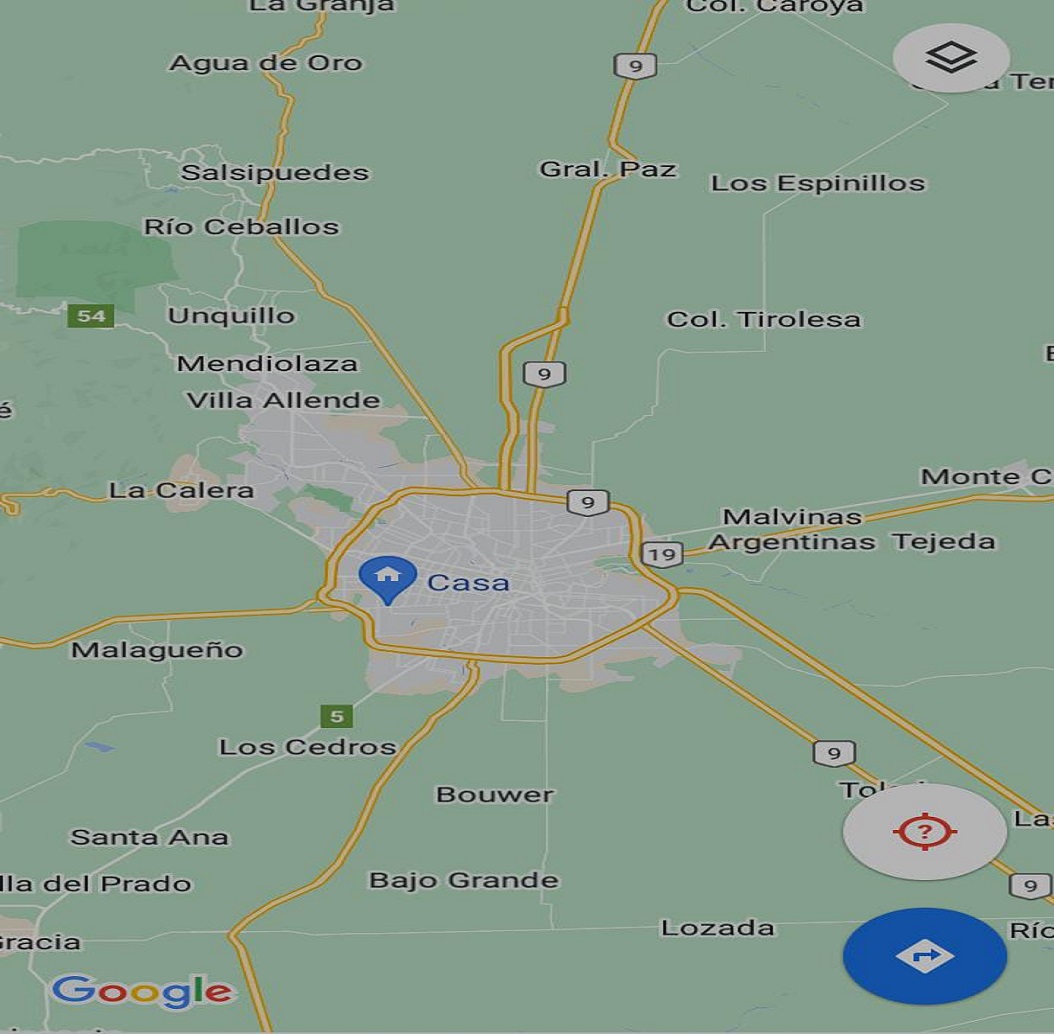 La Granja
Col. Caroya
Agua de Oro
9
Salsipuedes
Gral. Paz
Los Espinillos
Río Ceballos
54
Unquillo
Col. Tirolesa
Mendiolaza
9
Villa Allende
é
La Calera
9
Monte C
Malvinas
Argentinas
Tejeda
19
Casa
Malagueño
5
Los Cedros
9
Bouwer
La
Santa Ana
?
lla del Prado
Bajo Grande
9
Lozada
Río
Gracia
Google